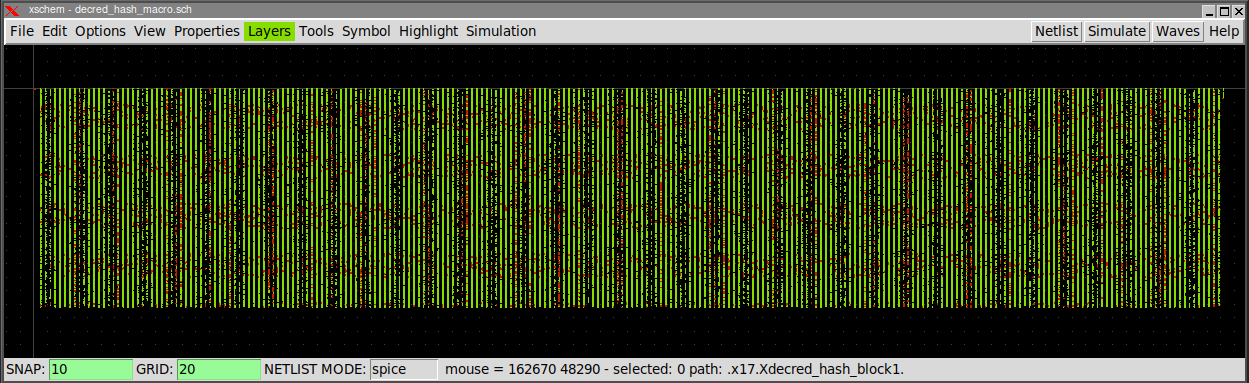 xschem - decred_hash_macro.sch
File Edit Options View Properties Layers Tools Symbol Highlight Simulation Netlist Simulate Waves Help
SNAP: 10 GRID: 20 NETLIST MODE: spice mouse = 162670 48290 - selected: 0 path: .x17.Xdecred_hash_block1.